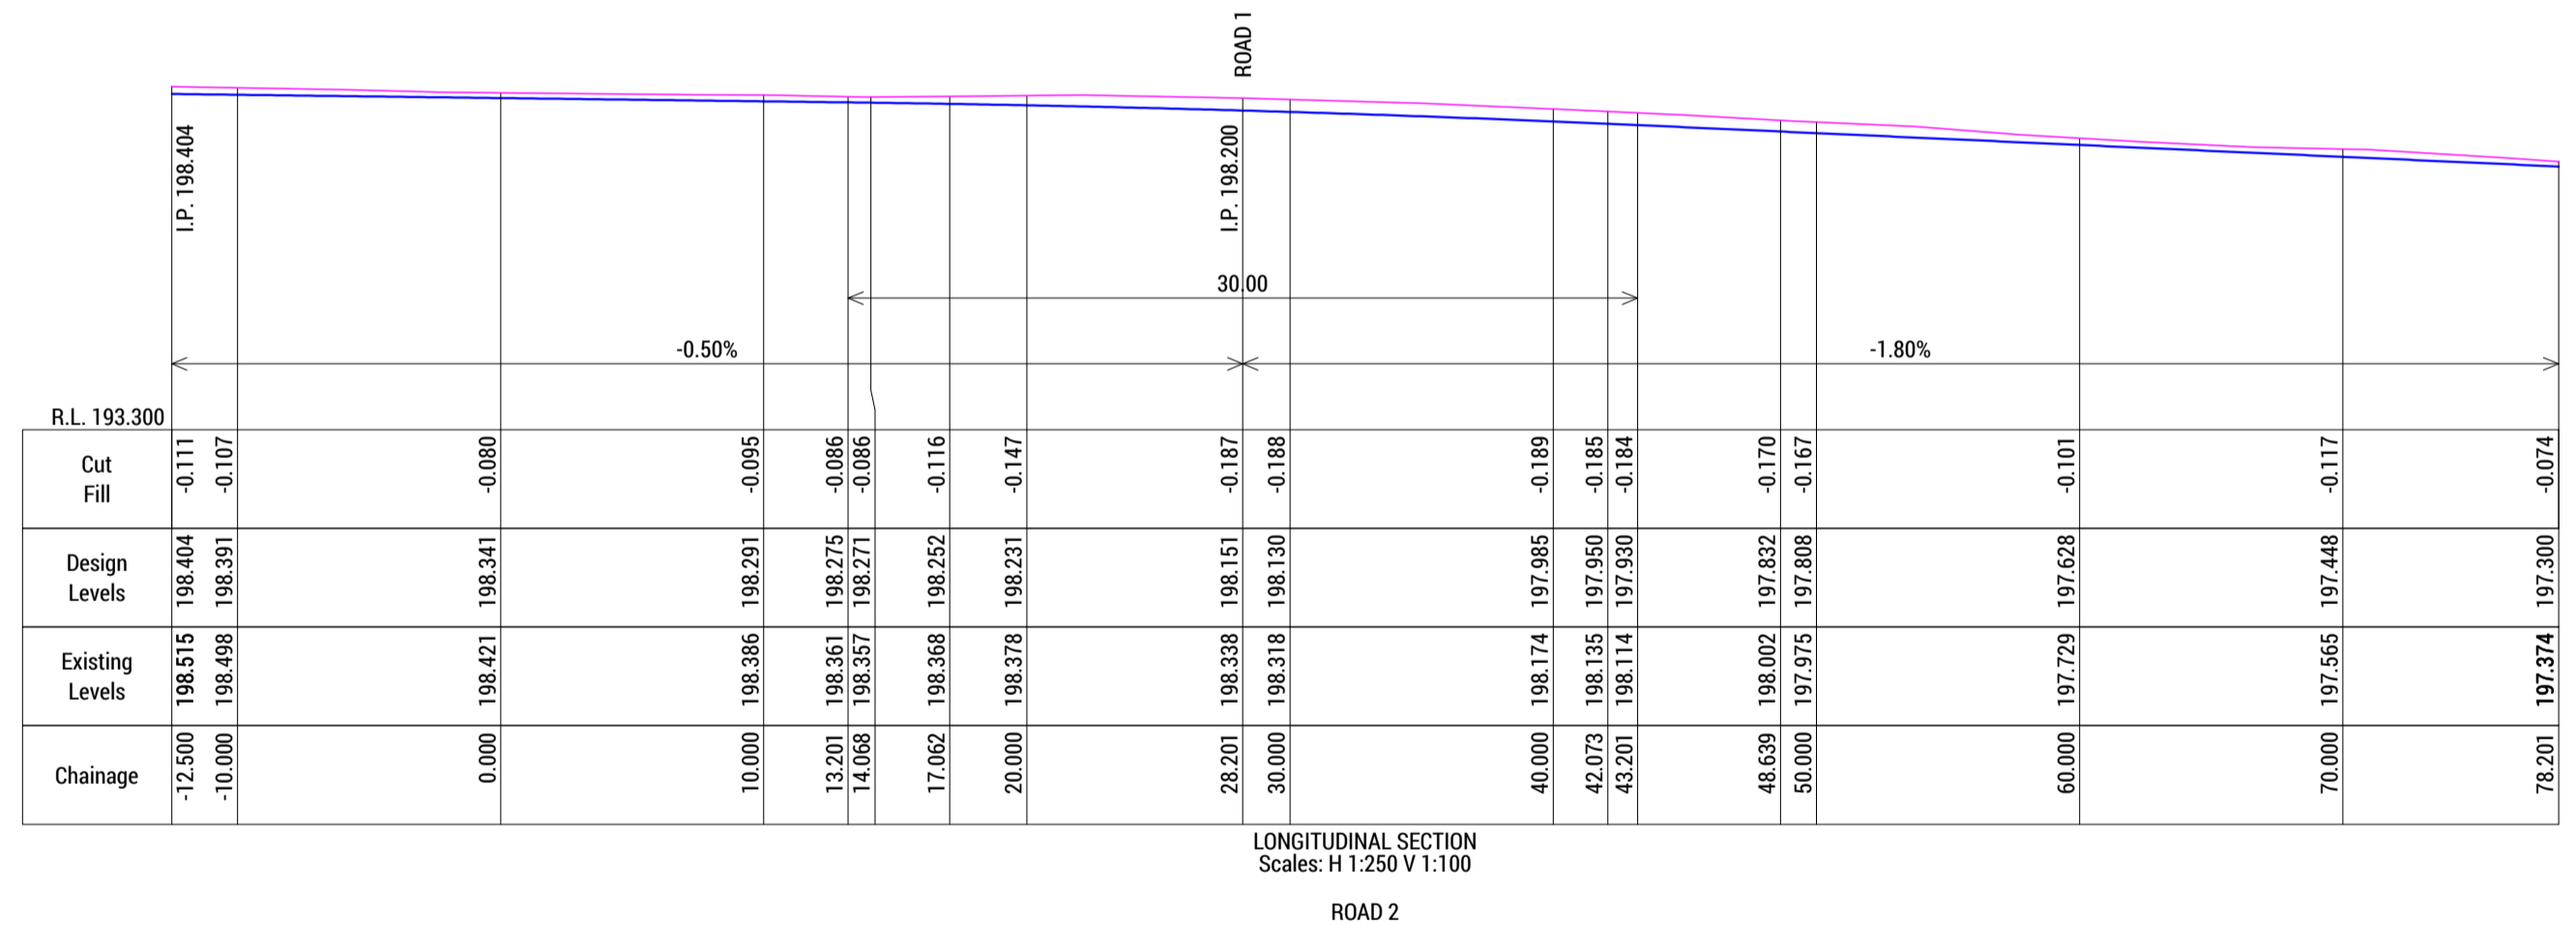 ROAD 1
I.P. 198.404
I.P. 198.200
30.00
-0.50%
-1.80%
R.L. 193.300
Cut
Fill
-0.111 -0.107 -0.080 -0.095 -0.086 -0.086 -0.116 -0.147 -0.187 -0.188 -0.189 -0.185 -0.184 -0.170 -0.167 -0.101 -0.117 -0.074
Design
Levels
198.404 198.391 198.341 198.291 198.275 198.271 198.252 198.231 198.151 198.130 197.985 197.950 197.930 197.832 197.808 197.628 197.448 197.300
Existing
Levels
198.515 198.498 198.421 198.386 198.361 198.357 198.368 198.378 198.338 198.318 198.174 198.135 198.114 198.002 197.975 197.729 197.565 197.374
Chainage
-12.500 -10.000 0.000 10.000 13.201 14.068 17.062 20.000 28.201 30.000 40.000 42.073 43.201 48.639 50.000 60.000 70.000 78.201
LONGITUDINAL SECTION
Scales: H 1:250 V 1:100
ROAD 2